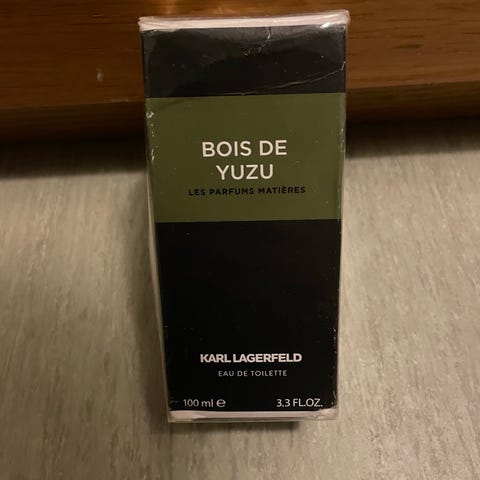 BOIS DE
YUZU
LES PARFUMS MATIÈRES
KARL LAGERFELD
EAU DE TOILETTE
100 ml ℮ 3.3 FL.OZ.